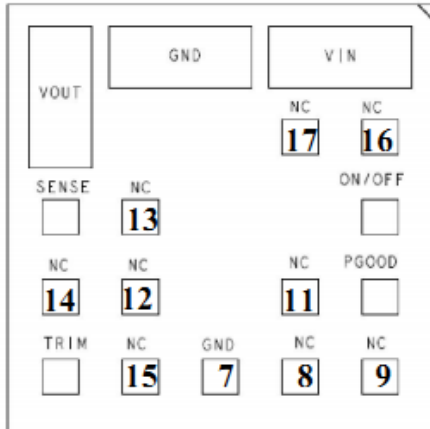 GND VIN
VOUT
NC NC
17 16
SENSE NC ON/OFF
13
NC NC NC PGOOD
14 12 11
TRIM NC GND NC NC
15 7 8 9